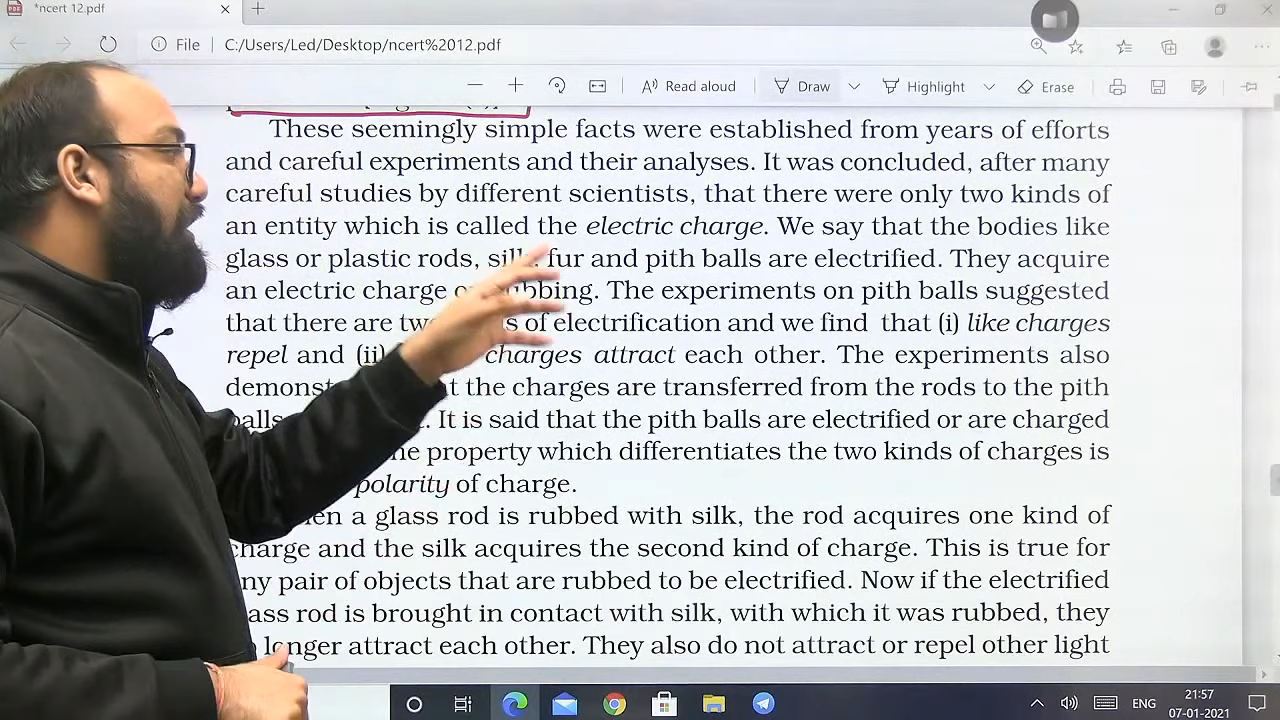 *ncert 12.pdf
File C:/Users/Led/Desktop/ncert%2012.pdf
Read aloud Draw Highlight Erase
These seemingly simple facts were established from years of efforts
and careful experiments and their analyses. It was concluded, after many
careful studies by different scientists, that there were only two kinds of
an entity which is called the electric charge. We say that the bodies like
glass or plastic rods, silk, fur and pith balls are electrified. They acquire
an electric charge on rubbing. The experiments on pith balls suggested
that there are two of electrification and we find that (i) like charges
repel and (ii) charges attract each other. The experiments also
the charges are transferred from the rods to the pith
It is said that the pith balls are electrified or are charged
property which differentiates the two kinds of charges is
polarity of charge.
a glass rod is rubbed with silk, the rod acquires one kind of
charge and the silk acquires the second kind of charge. This is true for
any pair of objects that are rubbed to be electrified. Now if the electrified
glass rod is brought in contact with silk, with which it was rubbed, they
longer attract each other. They also do not attract or repel other light
ENG 21:57
07-01-2021